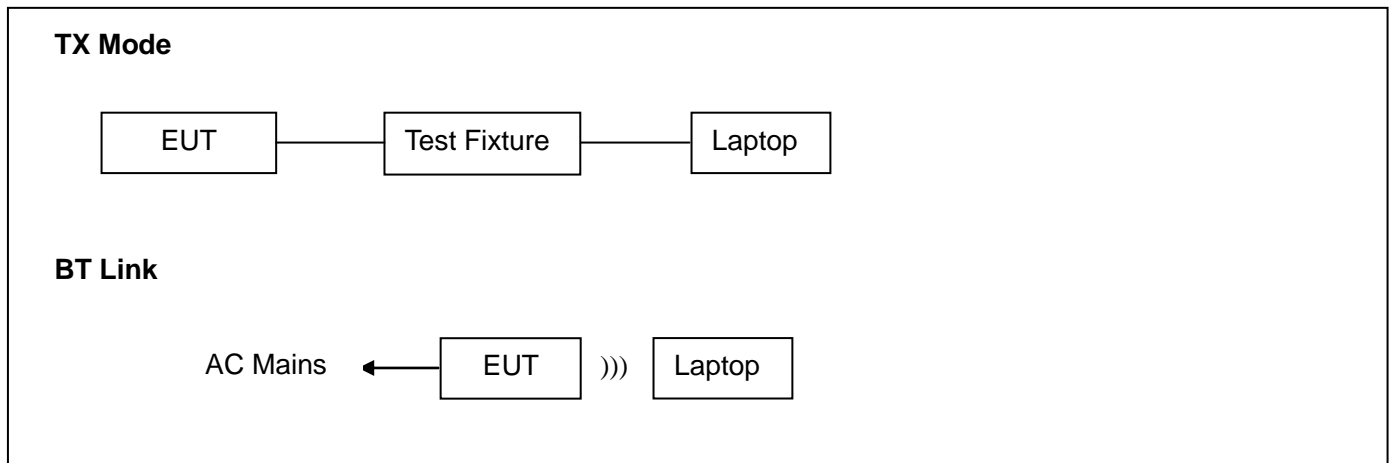 TX Mode
EUT Test Fixture Laptop
BT Link
AC Mains EUT ))) Laptop